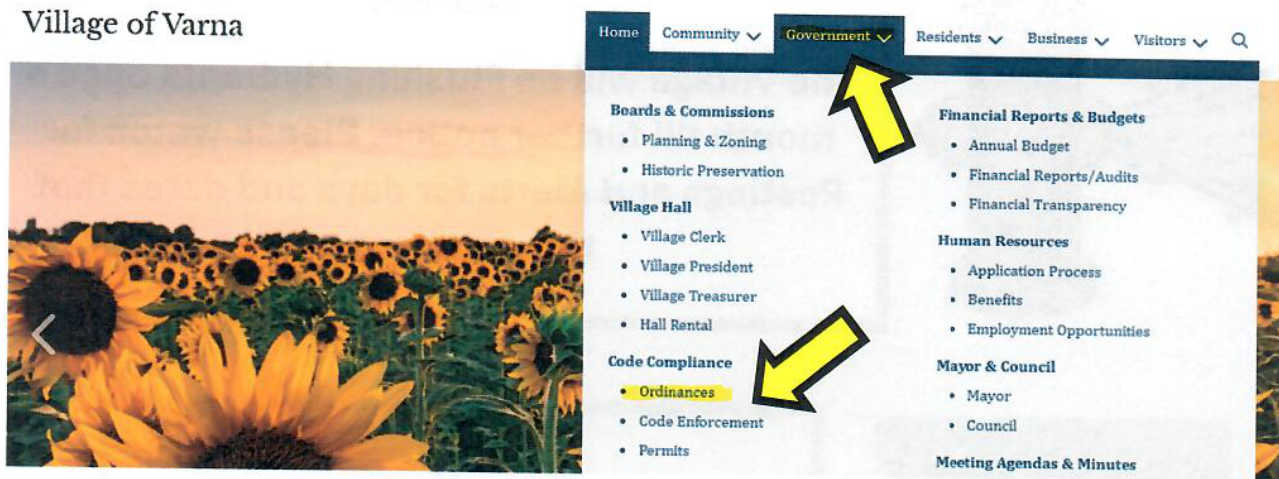 Village of Varna
Home Community Government Residents Business Visitors
Boards & Commissions
• Planning & Zoning
• Historic Preservation
Village Hall
• Village Clerk
• Village President
• Village Treasurer
• Hall Rental
Code Compliance
• Ordinances
• Code Enforcement
• Permits
Financial Reports & Budgets
• Annual Budget
• Financial Reports/Audits
• Financial Transparency
Human Resources
• Application Process
• Benefits
• Employment Opportunities
Mayor & Council
• Mayor
• Council
Meeting Agendas & Minutes